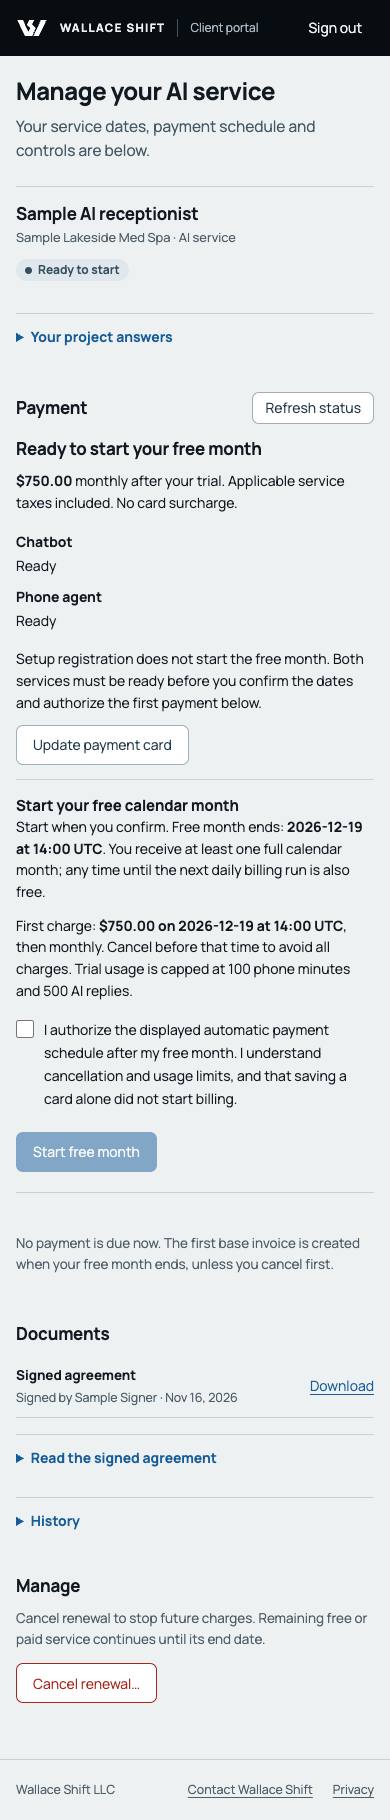 WALLACE SHIFT
Client portal
Sign out
Manage your AI service
Your service dates, payment schedule and
controls are below.
Sample AI receptionist
Sample Lakeside Med Spa · AI service
Ready to start
Your project answers
Payment
Refresh status
Ready to start your free month
$750.00 monthly after your trial. Applicable service
taxes included. No card surcharge.
Chatbot
Ready
Phone agent
Ready
Setup registration does not start the free month. Both
services must be ready before you confirm the dates
and authorize the first payment below.
Update payment card
Start your free calendar month
Start when you confirm. Free month ends: 2026-12-19
at 14:00 UTC. You receive at least one full calendar
month; any time until the next daily billing run is also
free.
First charge: $750.00 on 2026-12-19 at 14:00 UTC,
then monthly. Cancel before that time to avoid all
charges. Trial usage is capped at 100 phone minutes
and 500 AI replies.
I authorize the displayed automatic payment
schedule after my free month. I understand
cancellation and usage limits, and that saving a
card alone did not start billing.
Start free month
No payment is due now. The first base invoice is created
when your free month ends, unless you cancel first.
Documents
Signed agreement
Signed by Sample Signer · Nov 16, 2026
Download
Read the signed agreement
History
Manage
Cancel renewal to stop future charges. Remaining free or
paid service continues until its end date.
Cancel renewal…
Wallace Shift LLC
Contact Wallace Shift
Privacy